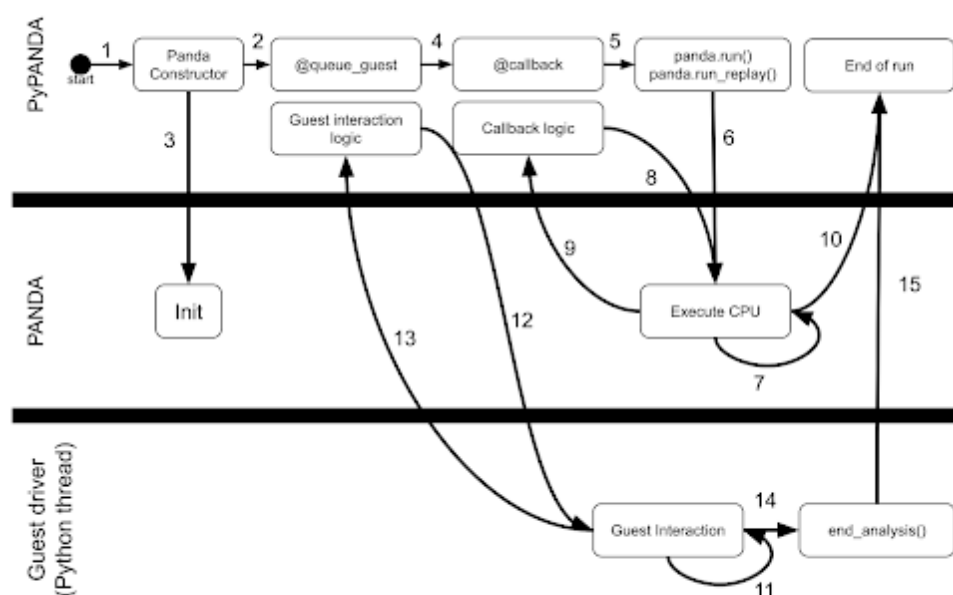 PyPANDA
start
1
Panda
Constructor
2
@queue_guest
4
@callback
5
panda.run()
panda.run_replay()
End of run
3
Guest interaction
logic
Callback logic
8
6
PANDA
Init
13
12
9
Execute CPU
7
10
15
Guest driver
(Python thread)
Guest Interaction
14
end_analysis()
11